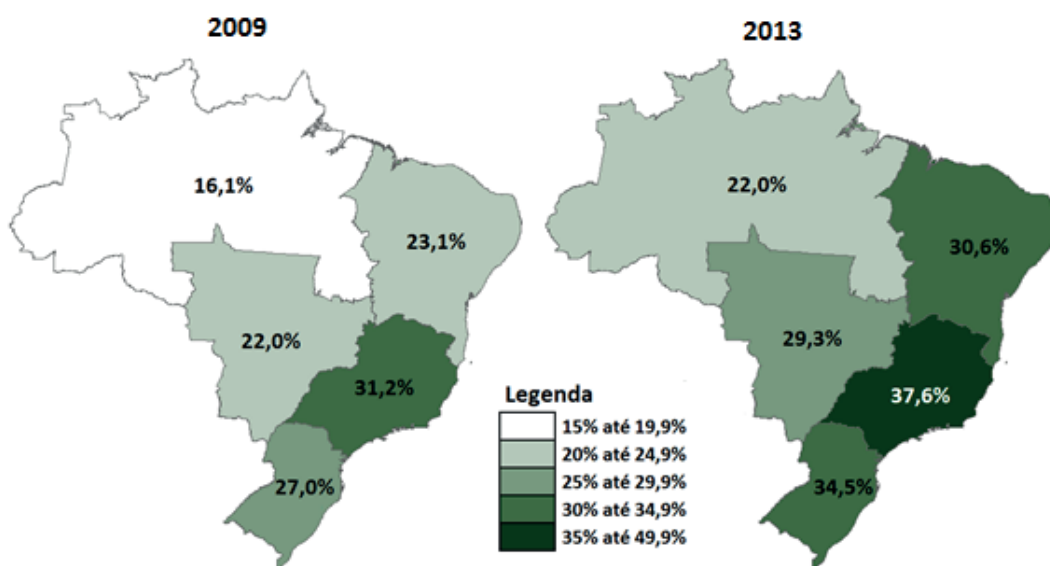 2009
16,1%
23,1%
22,0%
31,2%
27,0%
2013
22,0%
30,6%
29,3%
37,6%
34,5%
Legenda
15% até 19,9%
20% até 24,9%
25% até 29,9%
30% até 34,9%
35% até 49,9%